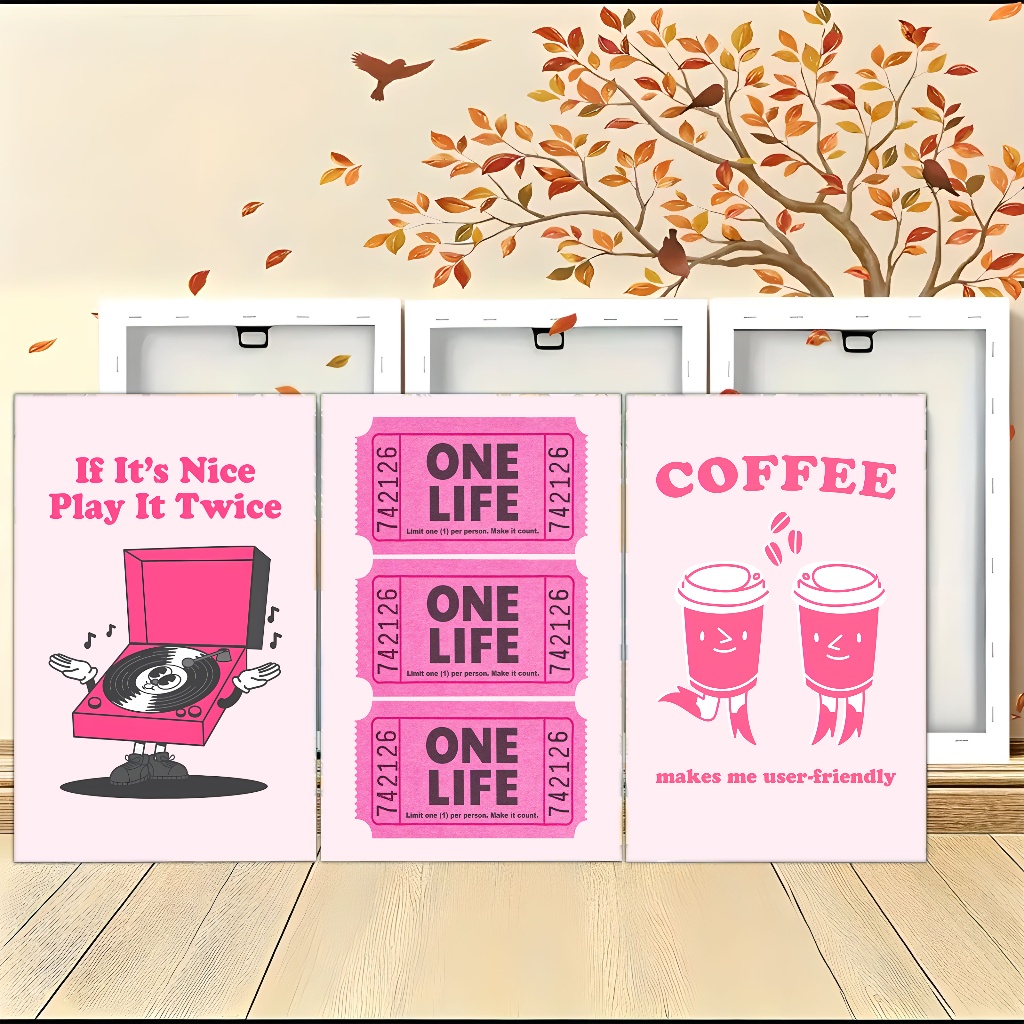 If It's Nice
Play It Twice
742126
ONE
LIFE
Limit one (1) per person. Make it count.
742126
742126
ONE
LIFE
Limit one (1) per person. Make it count.
742126
742126
ONE
LIFE
Limit one (1) per person. Make it count.
742126
COFFEE
makes me user-friendly